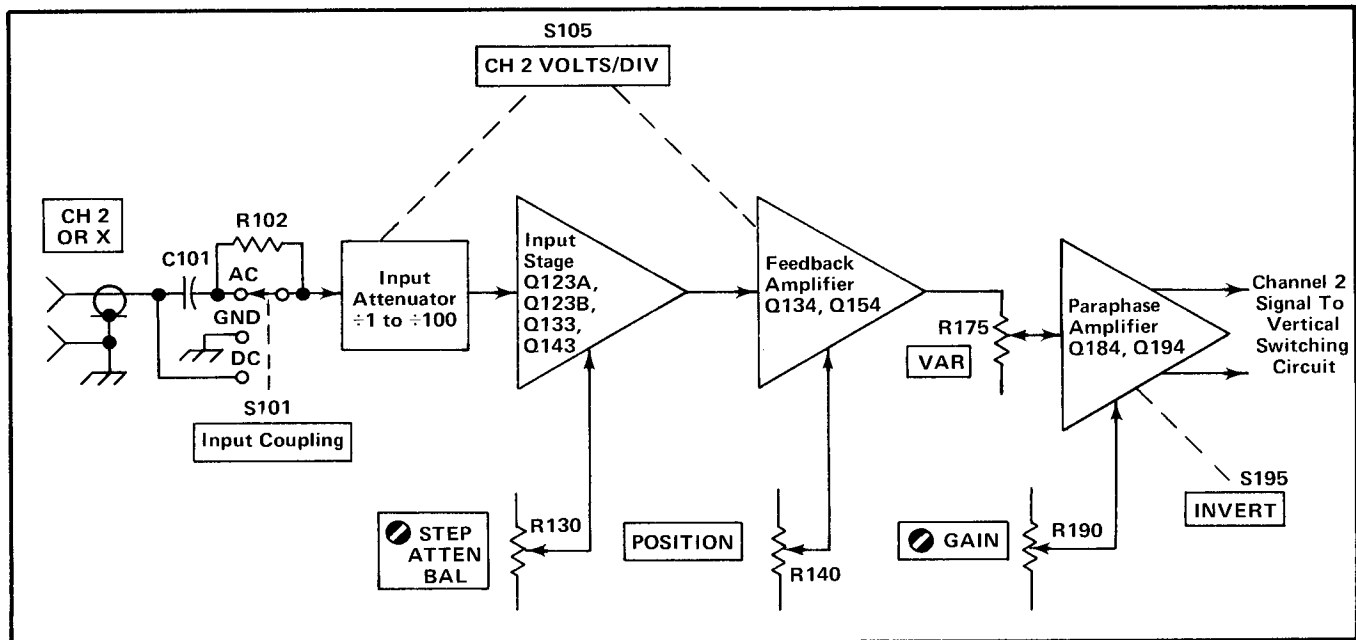 S105
CH 2 VOLTS/DIV
CH 2
OR X
R102
C101
AC
GND
DC
S101
Input Coupling
Input
Attenuator
÷1 to ÷100
Input
Stage
Q123A,
Q123B,
Q133,
Q143
Feedback
Amplifier
Q134, Q154
R175
VAR
Paraphase
Amplifier
Q184, Q194
Channel 2
Signal To
Vertical
Switching
Circuit
S195
INVERT
STEP
ATTEN
BAL
R130
POSITION
R140
GAIN
R190